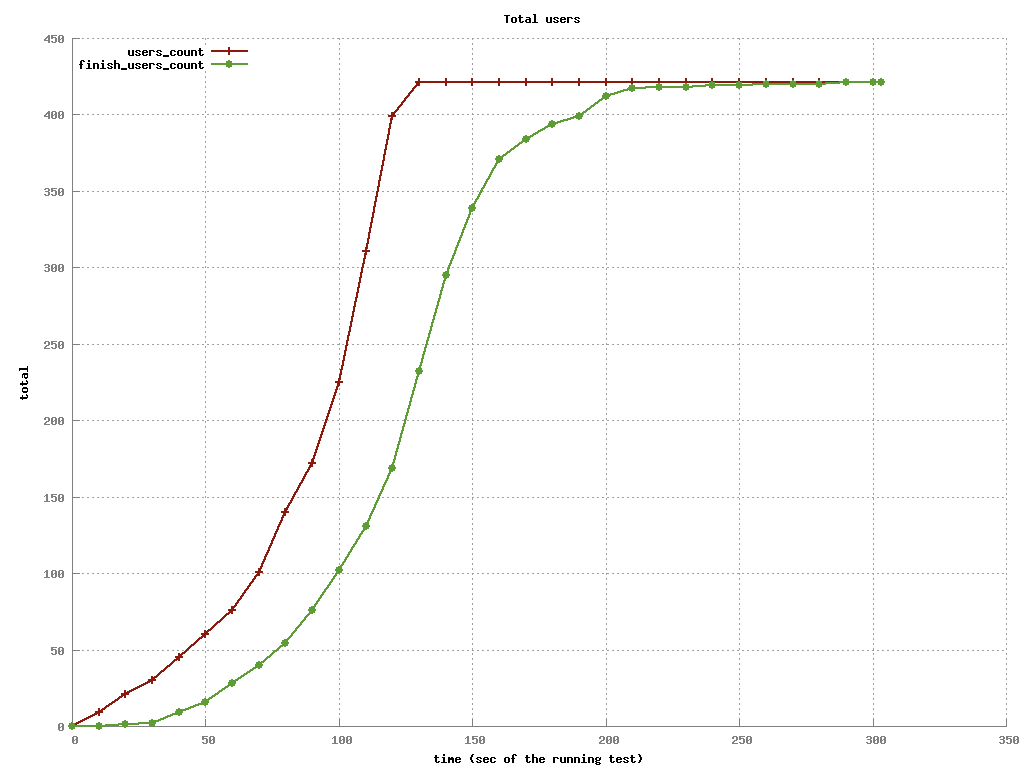 Total users
users_count
finish_users_count
450
400
350
300
250
200
150
100
50
0
total
0 50 100 150 200 250 300 350
time (sec of the running test)